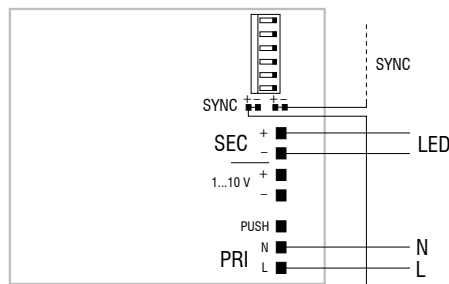 SYNC
+ - + -
SYNC
SEC + -
LED
1...10 V + -
PUSH
PRI N L
N
L